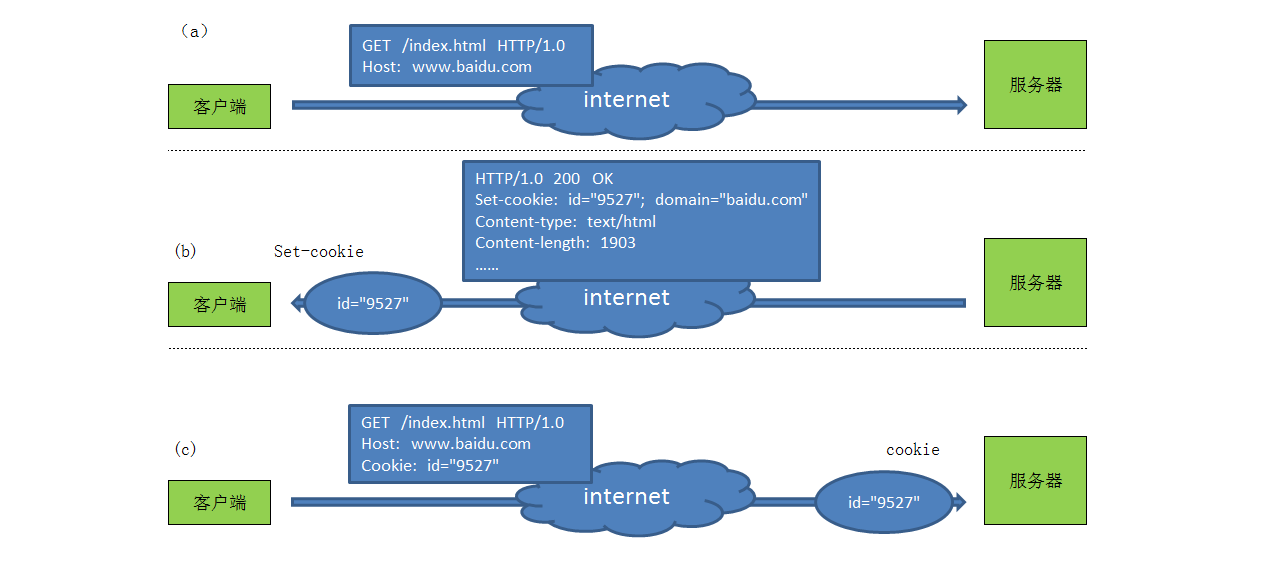 (a)
GET /index.html HTTP/1.0
Host: www.baidu.com
客户端
internet
服务器
HTTP/1.0 200 OK
Set-cookie: id="9527"; domain="baidu.com"
Content-type: text/html
Content-length: 1903
......
(b)
Set-cookie
客户端
id="9527"
internet
服务器
GET /index.html HTTP/1.0
Host: www.baidu.com
Cookie: id="9527"
(c)
cookie
客户端
internet
id="9527"
服务器